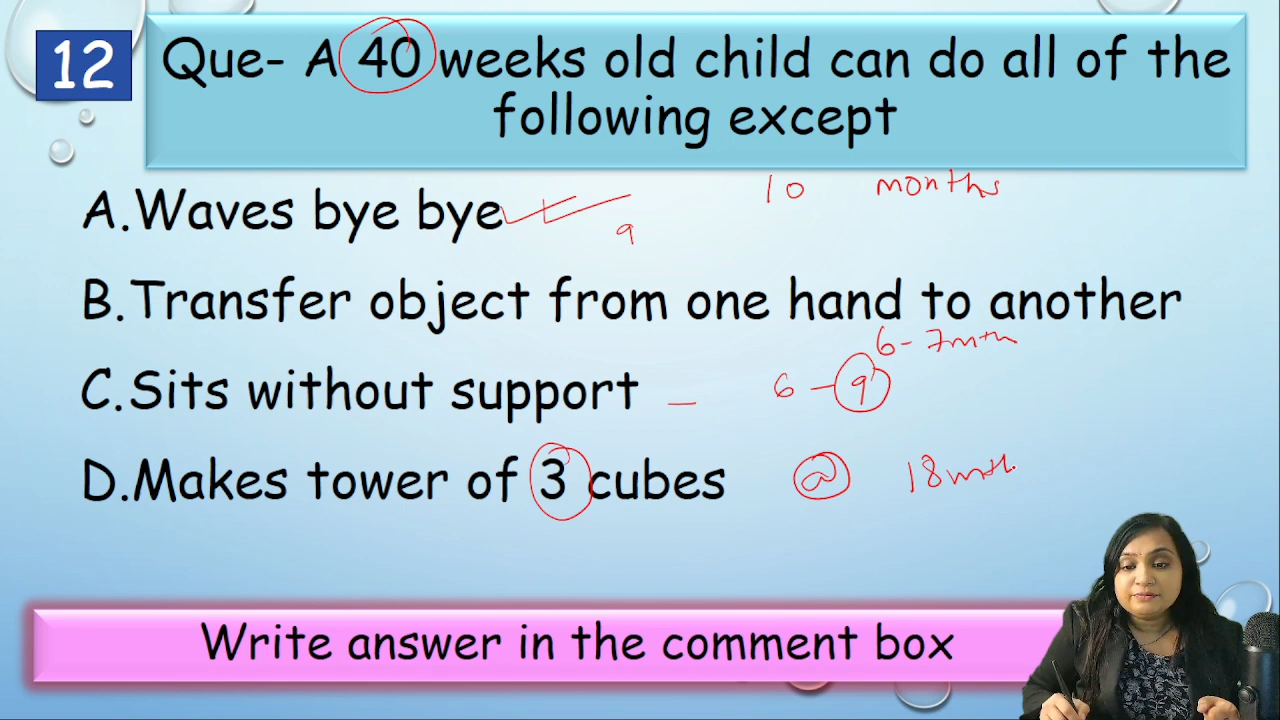 12
Que- A 40 weeks old child can do all of the
following except
10 months
A.Waves bye bye
9
B.Transfer object from one hand to another
6-7mth
C.Sits without support - 6-9
D.Makes tower of 3 cubes @ 18mth
Write answer in the comment box